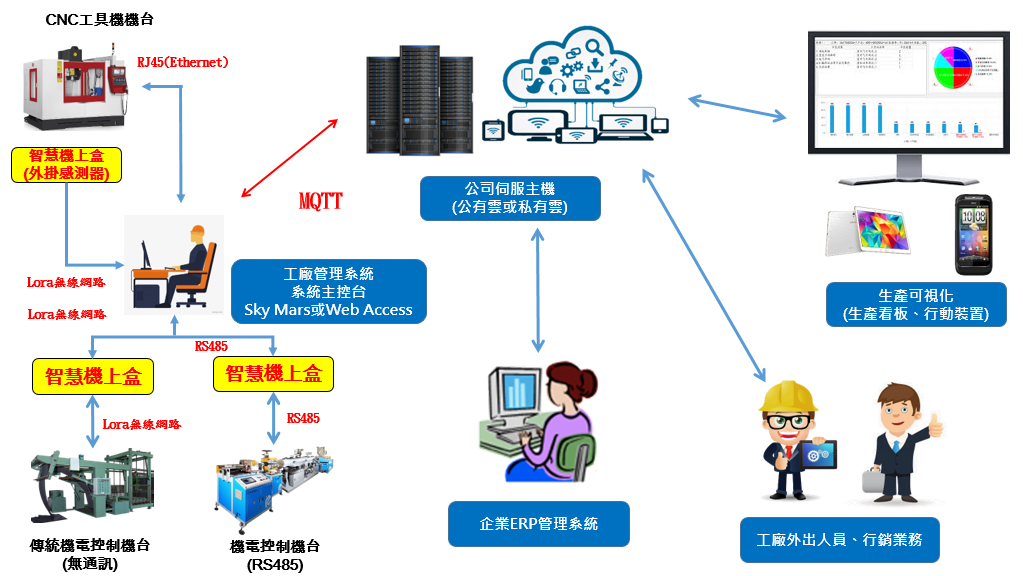 CNC工具機機台
RJ45(Ethernet)
智慧機上盒
(外掛感測器)
MQTT
公司伺服主機
(公有雲或私有雲)
Lora無線網路
Lora無線網路
工廠管理系統
系統主控台
Sky Mars或Web Access
生產可視化
(生產看板、行動裝置)
RS485
智慧機上盒
智慧機上盒
Lora無線網路
RS485
傳統機電控制機台
(無通訊)
機電控制機台
(RS485)
企業ERP管理系統
工廠外出人員、行銷業務